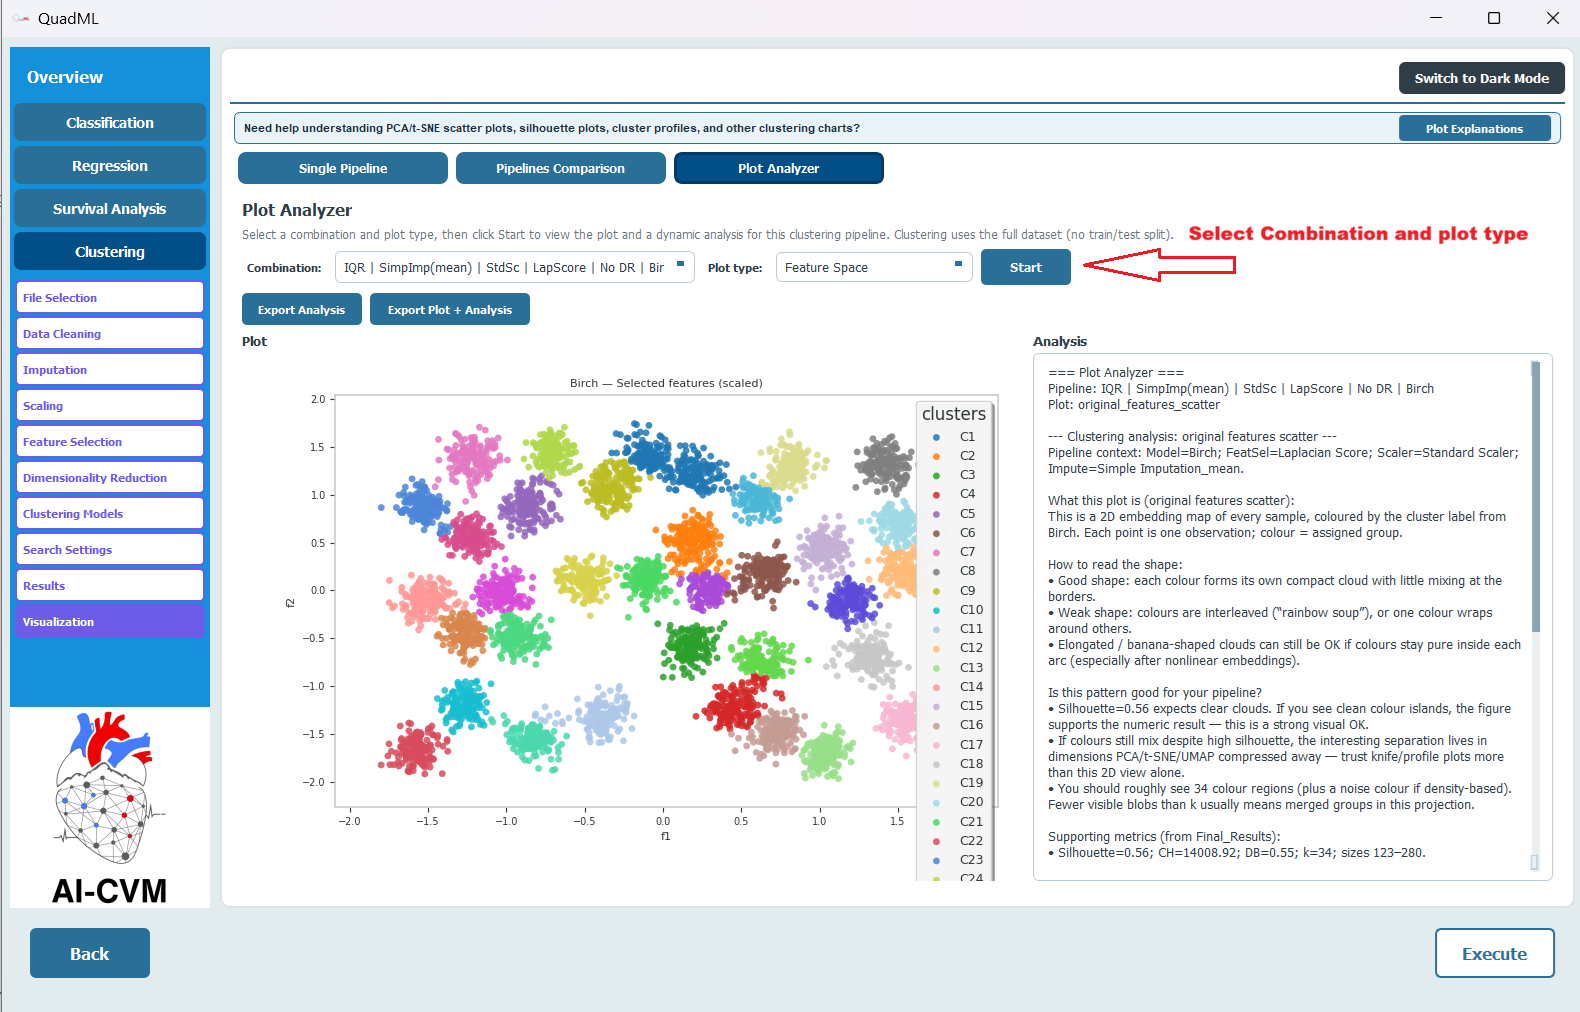 QuadML
Overview
Classification
Regression
Survival Analysis
Clustering
File Selection
Data Cleaning
Imputation
Scaling
Feature Selection
Dimensionality Reduction
Clustering Models
Search Settings
Results
Visualization
AI-CVM
Back
Switch to Dark Mode
Need help understanding PCA/t-SNE scatter plots, silhouette plots, cluster profiles, and other clustering charts?
Plot Explanations
Single Pipeline
Pipelines Comparison
Plot Analyzer
Plot Analyzer
Select a combination and plot type, then click Start to view the plot and a dynamic analysis for this clustering pipeline. Clustering uses the full dataset (no train/test split).
Select Combination and plot type
Combination:
IQR | SimpImp(mean) | StdSc | LapScore | No DR | Bir
Plot type:
Feature Space
Start
Export Analysis
Export Plot + Analysis
Plot
Birch — Selected features (scaled)
2.0
1.5
1.0
0.5
0.0
−0.5
−1.0
−1.5
−2.0
f2
−2.0
−1.5
−1.0
−0.5
0.0
0.5
1.0
1.5
f1
clusters
C1
C2
C3
C4
C5
C6
C7
C8
C9
C10
C11
C12
C13
C14
C15
C16
C17
C18
C19
C20
C21
C22
C23
C24
Analysis
=== Plot Analyzer ===
Pipeline: IQR | SimpImp(mean) | StdSc | LapScore | No DR | Birch
Plot: original_features_scatter
--- Clustering analysis: original features scatter ---
Pipeline context: Model=Birch; FeatSel=Laplacian Score; Scaler=Standard Scaler;
Impute=Simple Imputation_mean.
What this plot is (original features scatter):
This is a 2D embedding map of every sample, coloured by the cluster label from
Birch. Each point is one observation; colour = assigned group.
How to read the shape:
• Good shape: each colour forms its own compact cloud with little mixing at the
borders.
• Weak shape: colours are interleaved (“rainbow soup”), or one colour wraps
around others.
• Elongated / banana-shaped clouds can still be OK if colours stay pure inside each
arc (especially after nonlinear embeddings).
Is this pattern good for your pipeline?
• Silhouette=0.56 expects clear clouds. If you see clean colour islands, the figure
supports the numeric result — this is a strong visual OK.
• If colours still mix despite high silhouette, the interesting separation lives in
dimensions PCA/t-SNE/UMAP compressed away — trust knife/profile plots more
than this 2D view alone.
• You should roughly see 34 colour regions (plus a noise colour if density-based).
Fewer visible blobs than k usually means merged groups in this projection.
Supporting metrics (from Final_Results):
• Silhouette=0.56; CH=14008.92; DB=0.55; k=34; sizes 123–280.
Execute